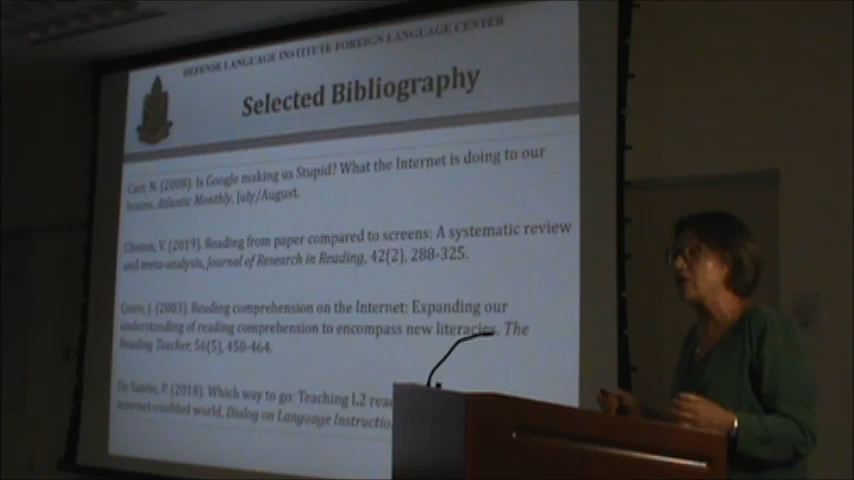 DEFENSE LANGUAGE INSTITUTE FOREIGN LANGUAGE CENTER
Selected Bibliography
Carr, N. (2008). Is Google making us Stupid? What the Internet is doing to our
brains. Atlantic Monthly, July/August.
Clinton, V. (2019). Reading from paper compared to screens: A systematic review
and meta-analysis, Journal of Research in Reading, 42(2), 288-325.
Coiro, J. (2003). Reading comprehension on the Internet: Expanding our
understanding of reading comprehension to encompass new literacies. The
Reading Teacher, 56(5), 458-464.
De Santis, P. (2018). Which way to go: Teaching L2
internet-enabled world, Dialog on Language